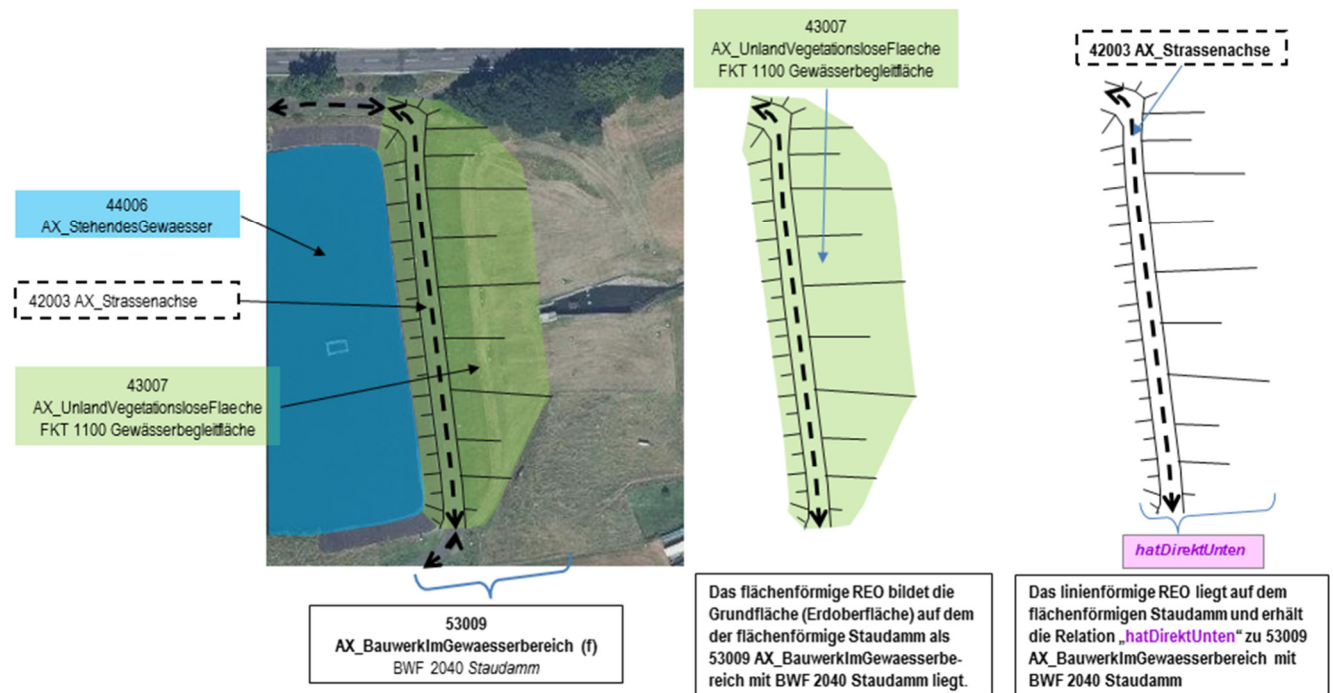 44006
AX_StehendesGewaesser
42003 AX_Strassenachse
43007
AX_UnlandVegetationsloseFlaeche
FKT 1100 Gewässerbegleitfläche
53009
AX_BauwerkImGewaesserbereich (f)
BWF 2040 Staudamm
43007
AX_UnlandVegetationsloseFlaeche
FKT 1100 Gewässerbegleitfläche
Das flächenförmige REO bildet die
Grundfläche (Erdoberfläche) auf dem
der flächenförmige Staudamm als
53009 AX_BauwerkImGewaesserbe-
reich mit BWF 2040 Staudamm liegt.
42003 AX_Strassenachse
hatDirektUnten
Das linienförmige REO liegt auf dem
flächenförmigen Staudamm und erhält
die Relation „hatDirektUnten“ zu 53009
AX_BauwerkImGewaesserbereich mit
BWF 2040 Staudamm